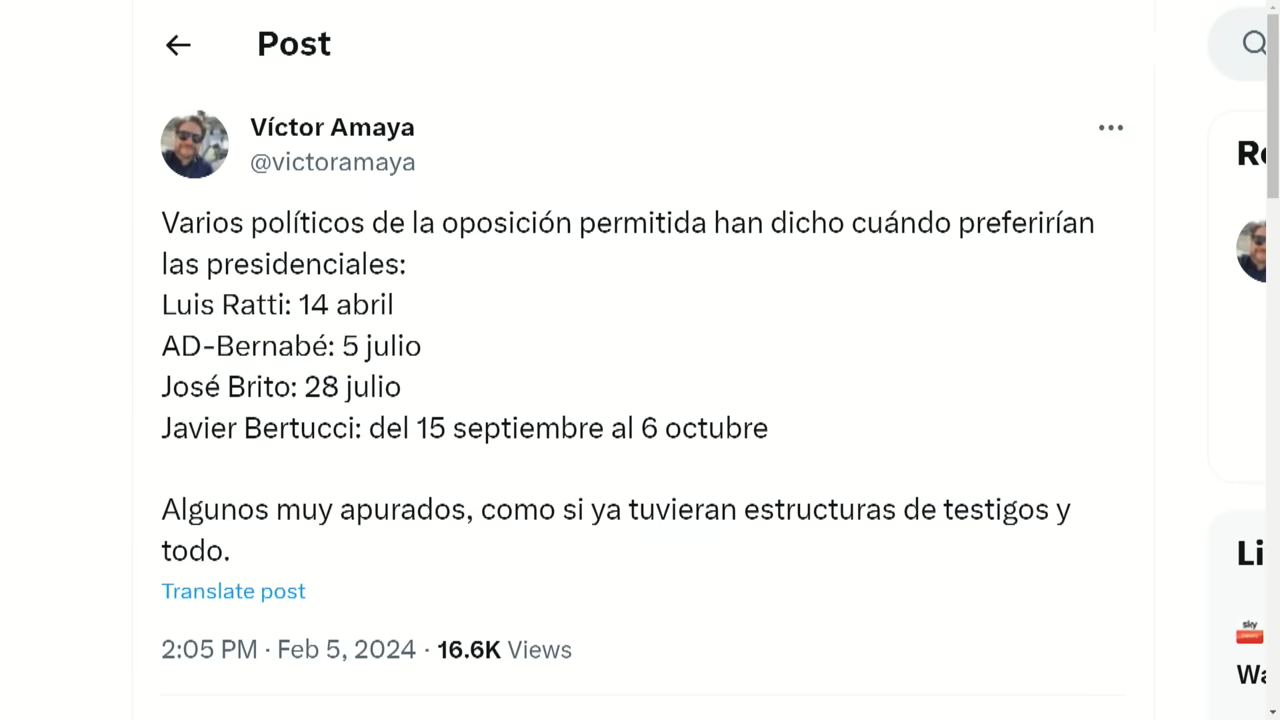 Post
Víctor Amaya
@victoramaya
Varios políticos de la oposición permitida han dicho cuándo preferirían
las presidenciales:
Luis Ratti: 14 abril
AD-Bernabé: 5 julio
José Brito: 28 julio
Javier Bertucci: del 15 septiembre al 6 octubre
Algunos muy apurados, como si ya tuvieran estructuras de testigos y
todo.
Translate post
2:05 PM · Feb 5, 2024 · 16.6K Views
Li
sky